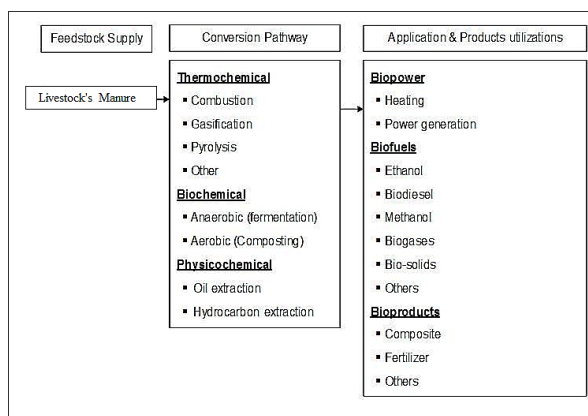 Feedstock Supply
Conversion Pathway
Application & Products utilizations
Livestock's Manure
Thermochemical
▪ Combustion
▪ Gasification
▪ Pyrolysis
▪ Other
Biochemical
▪ Anaerobic (fermentation)
▪ Aerobic (Composting)
Physicochemical
▪ Oil extraction
▪ Hydrocarbon extraction
Biopower
▪ Heating
▪ Power generation
Biofuels
▪ Ethanol
▪ Biodiesel
▪ Methanol
▪ Biogases
▪ Bio-solids
▪ Others
Bioproducts
▪ Composite
▪ Fertilizer
▪ Others